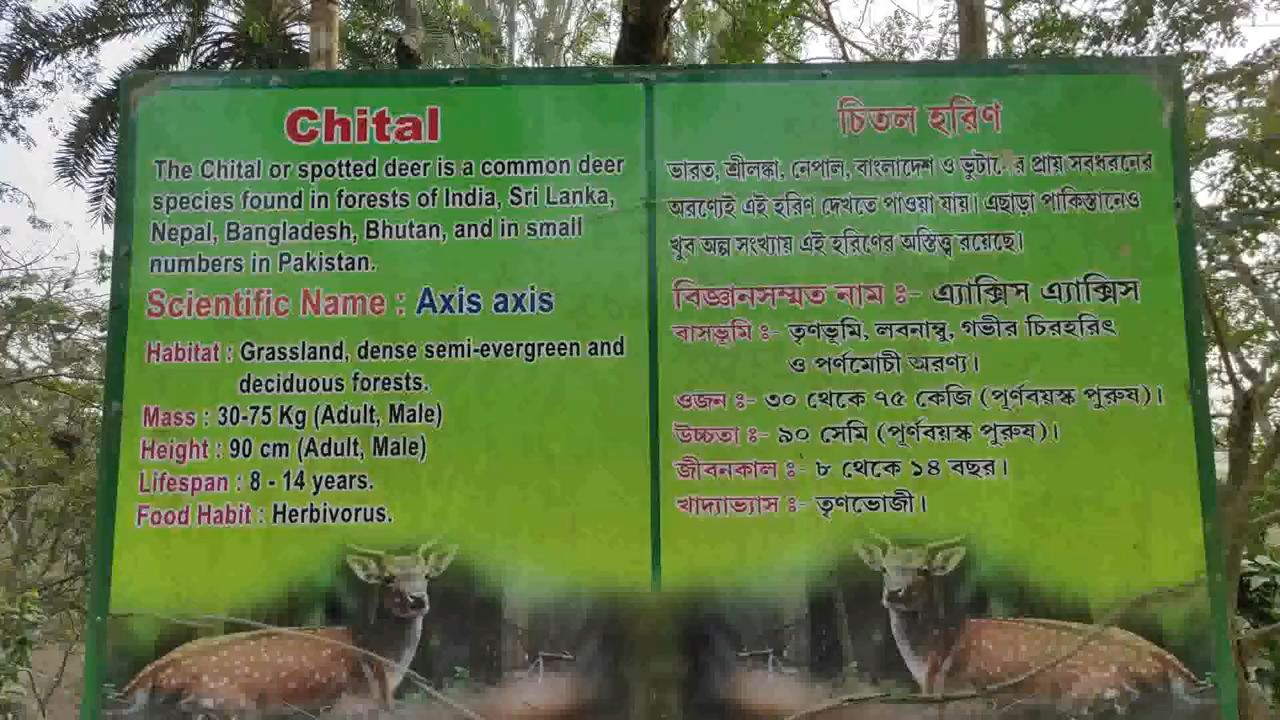 Chital
The Chital or spotted deer is a common deer
species found in forests of India, Sri Lanka,
Nepal, Bangladesh, Bhutan, and in small
numbers in Pakistan.
Scientific Name : Axis axis
Habitat : Grassland, dense semi-evergreen and
deciduous forests.
Mass : 30-75 Kg (Adult, Male)
Height : 90 cm (Adult, Male)
Lifespan : 8 - 14 years.
Food Habit : Herbivorus.
চিতল হরিণ
ভারত, শ্রীলঙ্কা, নেপাল, বাংলাদেশ ও প্রায় সবধরনের
অরণ্যেই এই হরিণ দেখতে পাওয়া যায়। এছাড়া পাকিস্তানেও
খুব অল্প সংখ্যায় এই হরিণের অস্তিত্ত্ব রয়েছে।
বিজ্ঞানসম্মত নাম ঃ- এ্যাক্সিস এ্যাক্সিস
বাসভূমি ঃ- তৃণভূমি, লবনাম্বু, গভীর চিরহরিৎ
ও পর্ণমোচী অরণ্য।
ওজন ঃ- ৩০ থেকে ৭৫ কেজি (পূর্ণবয়স্ক পুরুষ)।
উচ্চতা ঃ- ৯০ সেমি (পূর্ণবয়স্ক পুরুষ)।
জীবনকাল ঃ- ৮ থেকে ১৪ বছর।
খাদ্যাভ্যাস ঃ- তৃণভোজী।